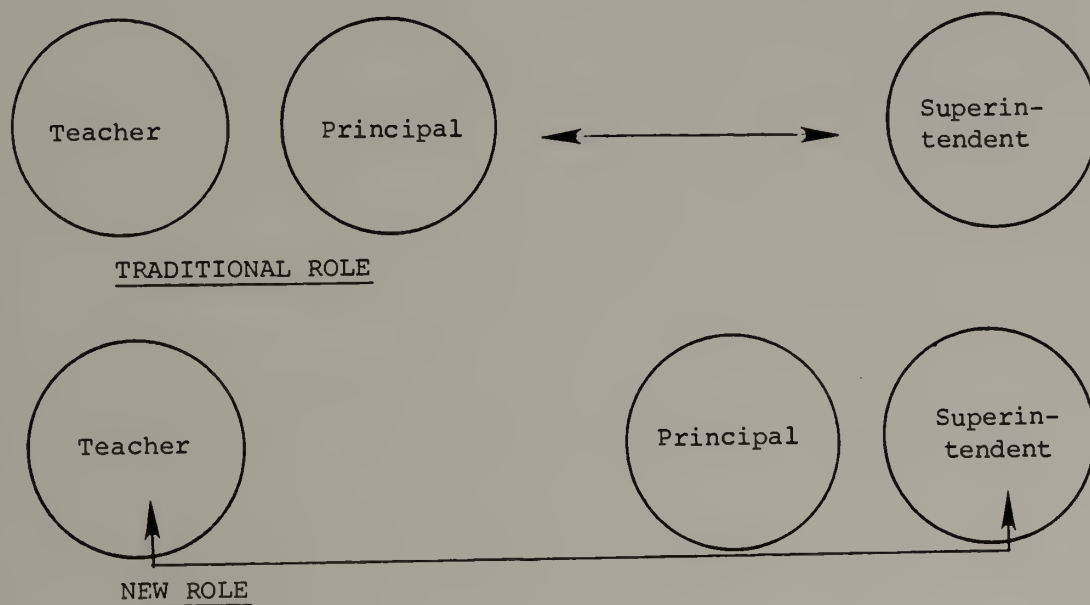 Teacher
Principal
Superin-
tendent
TRADITIONAL ROLE
Teacher
Principal
Superin-
tendent
NEW ROLE